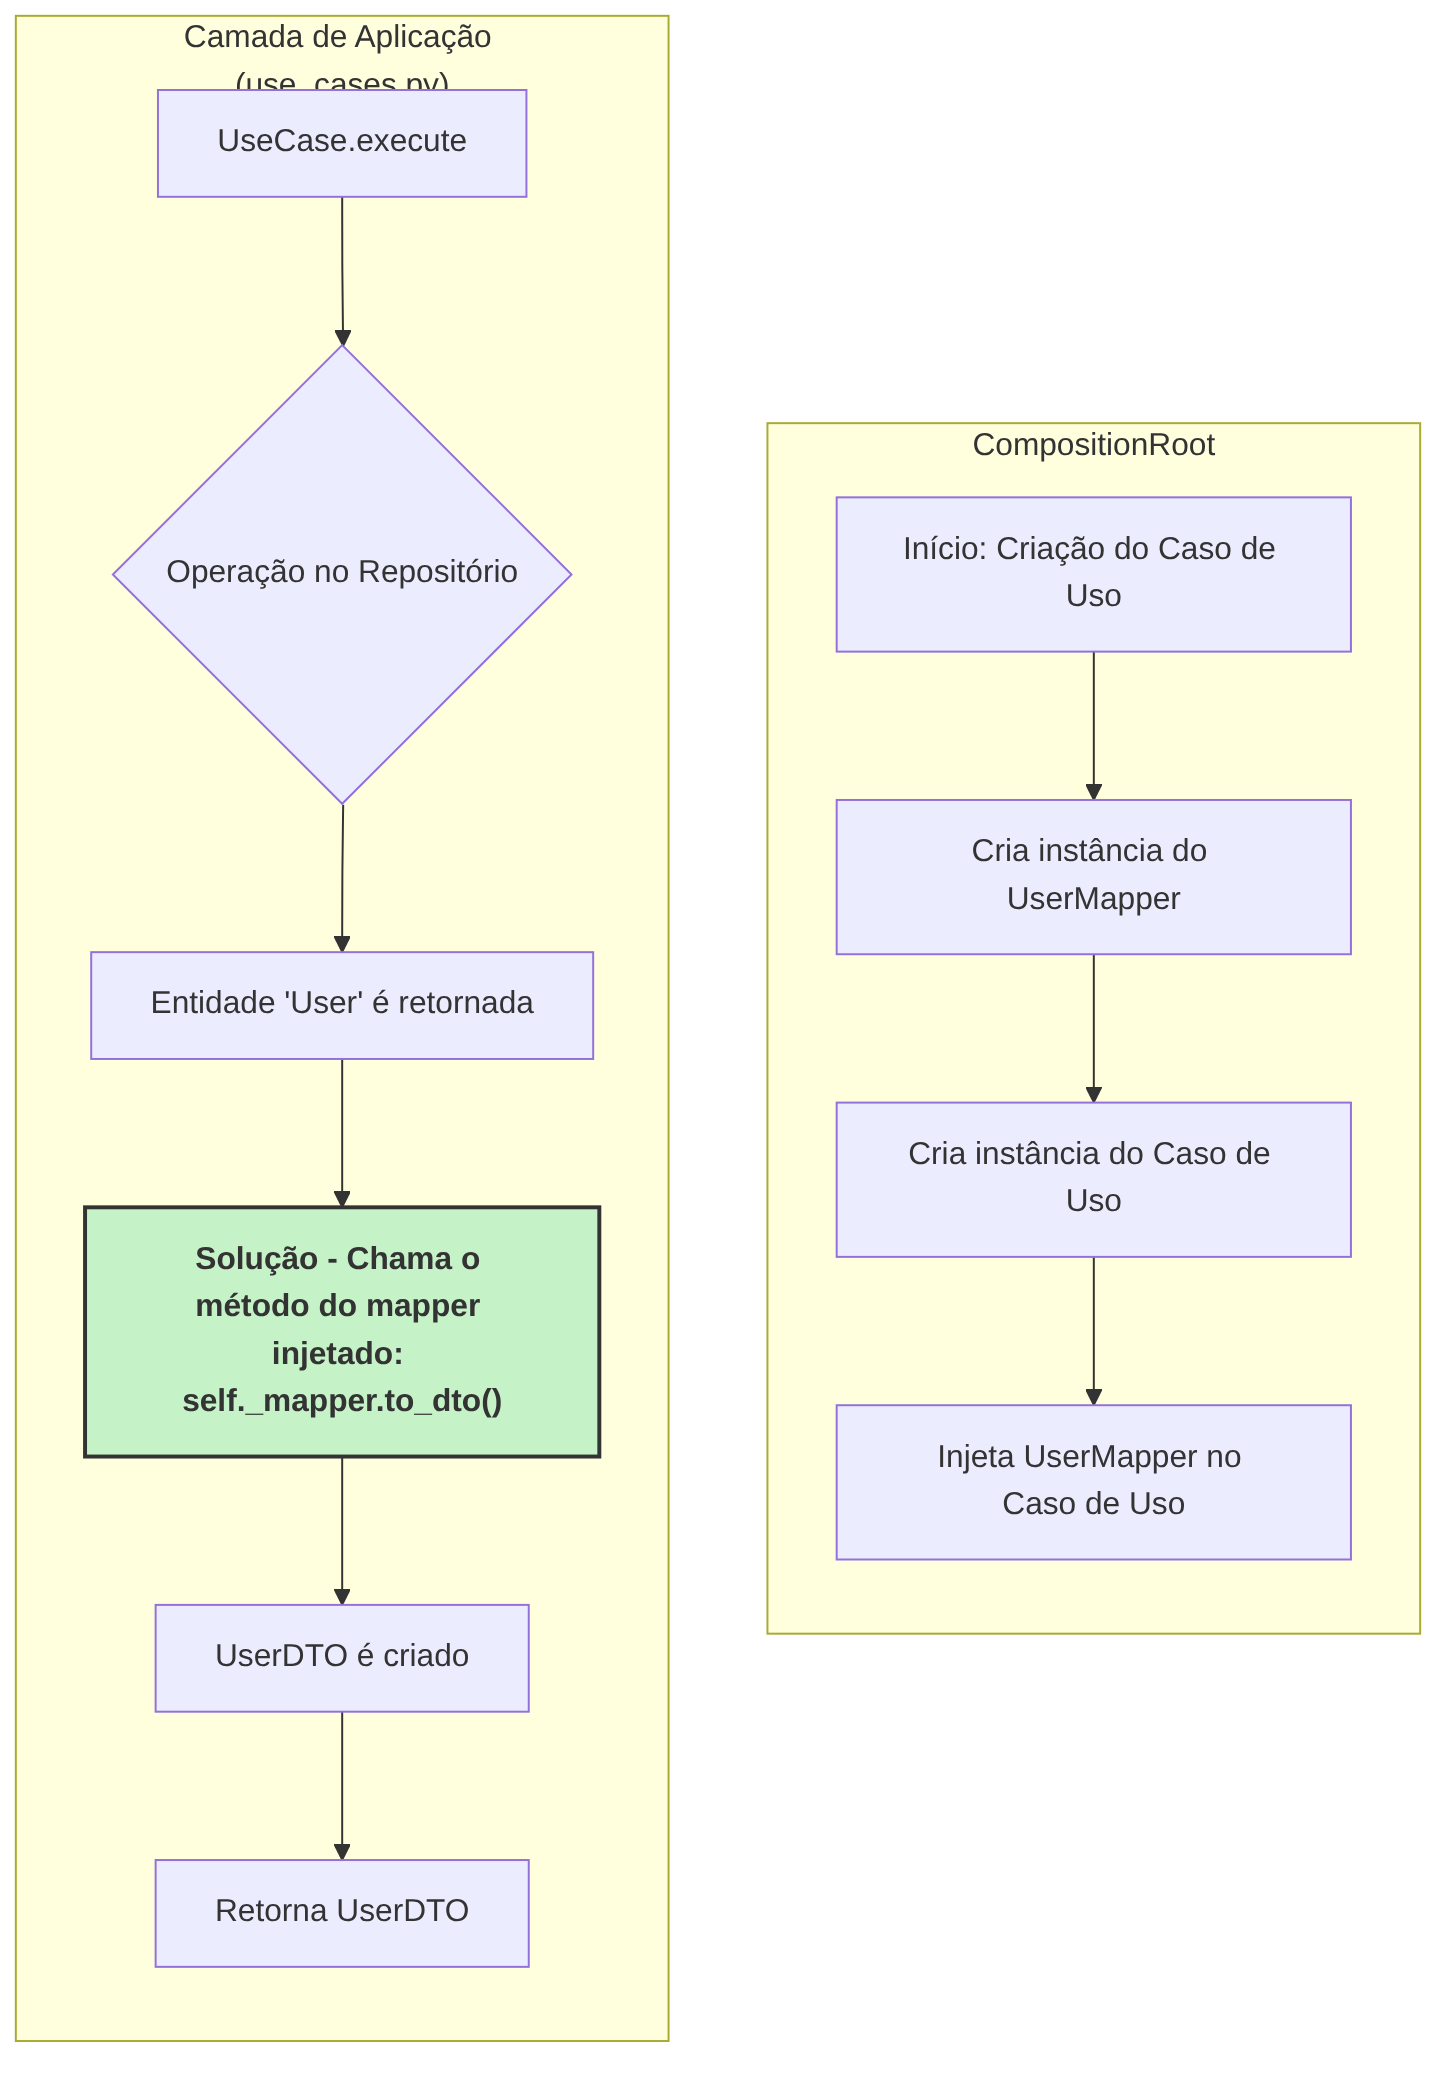 Camada de Aplicação
(use_cases.py)
UseCase.execute
Operação no Repositório
Entidade 'User' é retornada
Solução - Chama o
método do mapper
injetado:
self._mapper.to_dto()
UserDTO é criado
Retorna UserDTO
CompositionRoot
Início: Criação do Caso de
Uso
Cria instância do
UserMapper
Cria instância do Caso de
Uso
Injeta UserMapper no
Caso de Uso